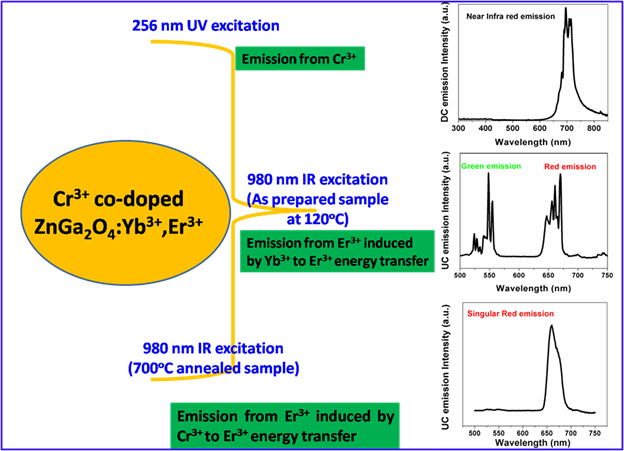 256 nm UV excitation
Emission from Cr³⁺
Cr³⁺ co-doped
ZnGa₂O₄:Yb³⁺,Er³⁺
980 nm IR excitation
(As prepared sample
at 120°C)
Emission from Er³⁺ induced
by Yb³⁺ to Er³⁺ energy transfer
980 nm IR excitation
(700°C annealed sample)
Emission from Er³⁺ induced by
Cr³⁺ to Er³⁺ energy transfer
Near Infra red emission
DC emission Intensity (a.u.)
300 400 500 600 700 800
Wavelength (nm)
Green emission Red emission
UC emission Intensity (a.u.)
500 550 600 650 700 750
Wavelength (nm)
Singular Red emission
UC emission Intensity (a.u.)
500 550 600 650 700 750
Wavelength (nm)